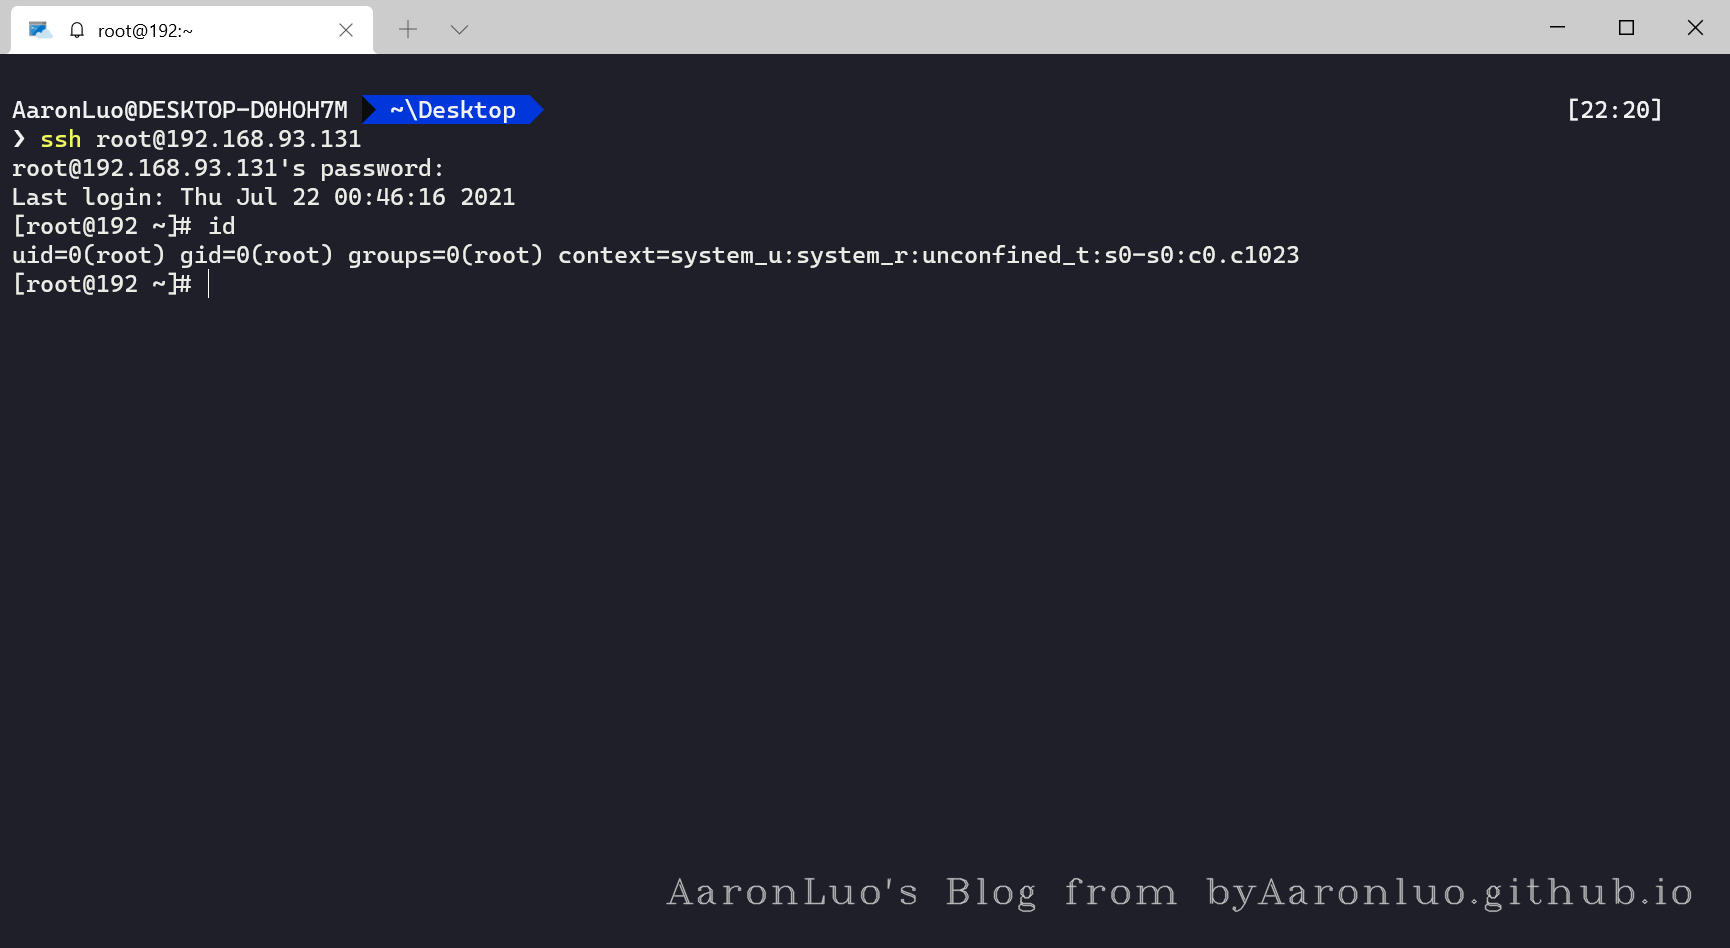 root@192:~
AaronLuo@DESKTOP-D0HOH7M ~\Desktop [22:20]
❯ ssh root@192.168.93.131
root@192.168.93.131's password:
Last login: Thu Jul 22 00:46:16 2021
[root@192 ~]# id
uid=0(root) gid=0(root) groups=0(root) context=system_u:system_r:unconfined_t:s0-s0:c0.c1023
[root@192 ~]#
AaronLuo's Blog from byAaronluo.github.io